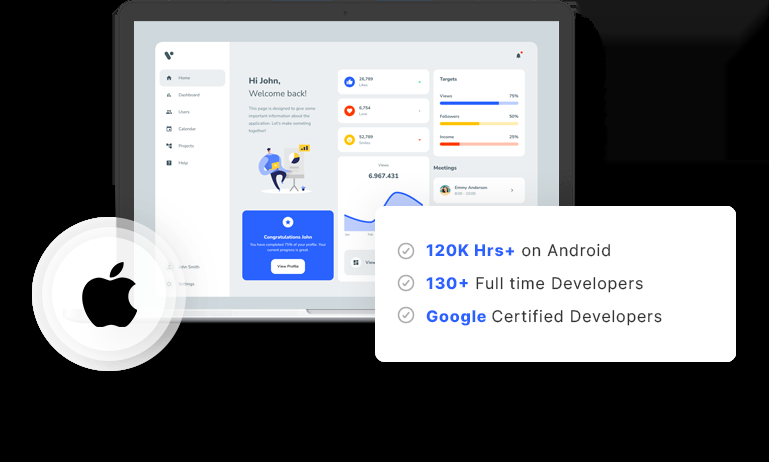 Home
Dashboard
Users
Calendar
Projects
Help
John Smith
Settings
Hi John,
Welcome back!
This page is designed to give some
important information about the
application. Let's make someting
together!
Congratulations John
You have completed 75% of your profile. Your
current progress is great.
View Profile
28,789
Likes
6,754
Love
52,789
Smiles
Views
6.967.431
Jan
View
Targets
Views 75%
Followers 50%
Income 25%
Meetings
Emmy Anderson
120K Hrs+ on Android
130+ Full time Developers
Google Certified Developers